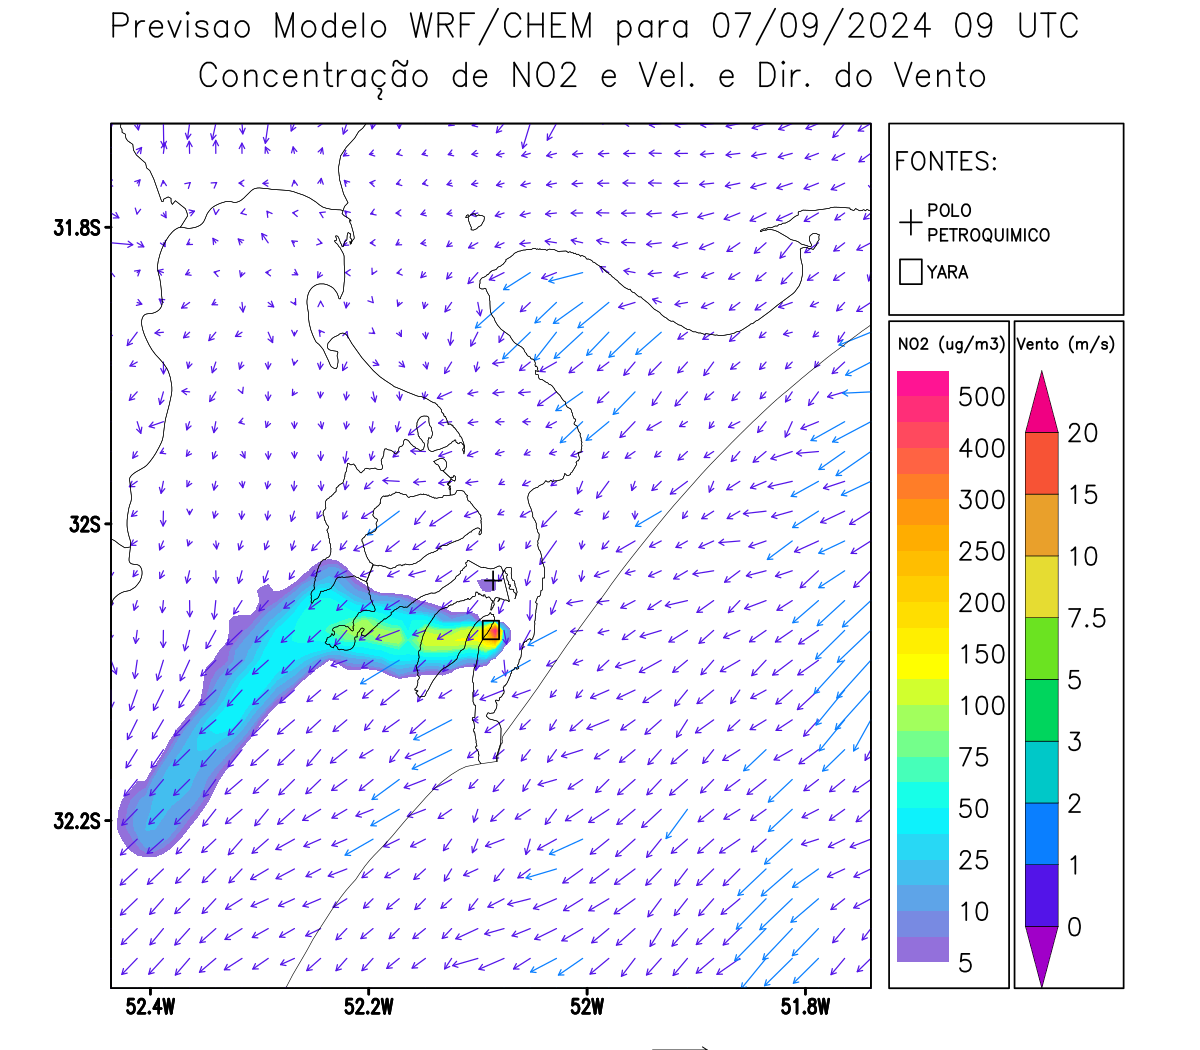 Previsao Modelo WRF/CHEM para 07/09/2024 09 UTC
Concentração de NO2 e Vel. e Dir. do Vento
FONTES:
POLO
PETROQUIMICO
YARA
NO2 (ug/m3)
500
400
300
250
200
150
100
75
50
25
10
5
Vento (m/s)
20
15
10
7.5
5
3
2
1
0
31.8S
32S
32.2S
52.4W
52.2W
52W
51.8W